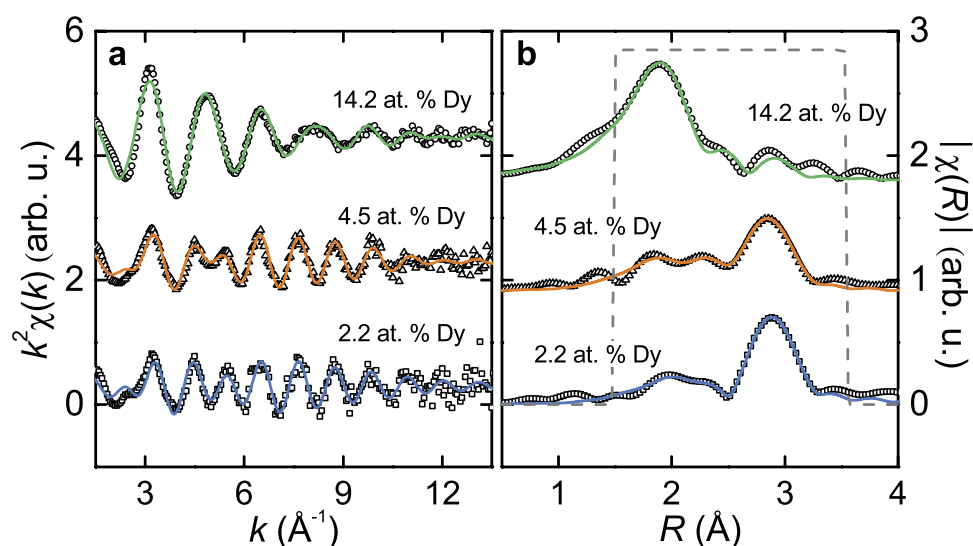 6
4
2
0
k²χ(k) (arb. u.)
a
14.2 at. % Dy
4.5 at. % Dy
2.2 at. % Dy
3 6 9 12
k (Å⁻¹)
b
14.2 at. % Dy
4.5 at. % Dy
2.2 at. % Dy
1 2 3 4
R (Å)
3
2
1
0
|χ(R)| (arb. u.)